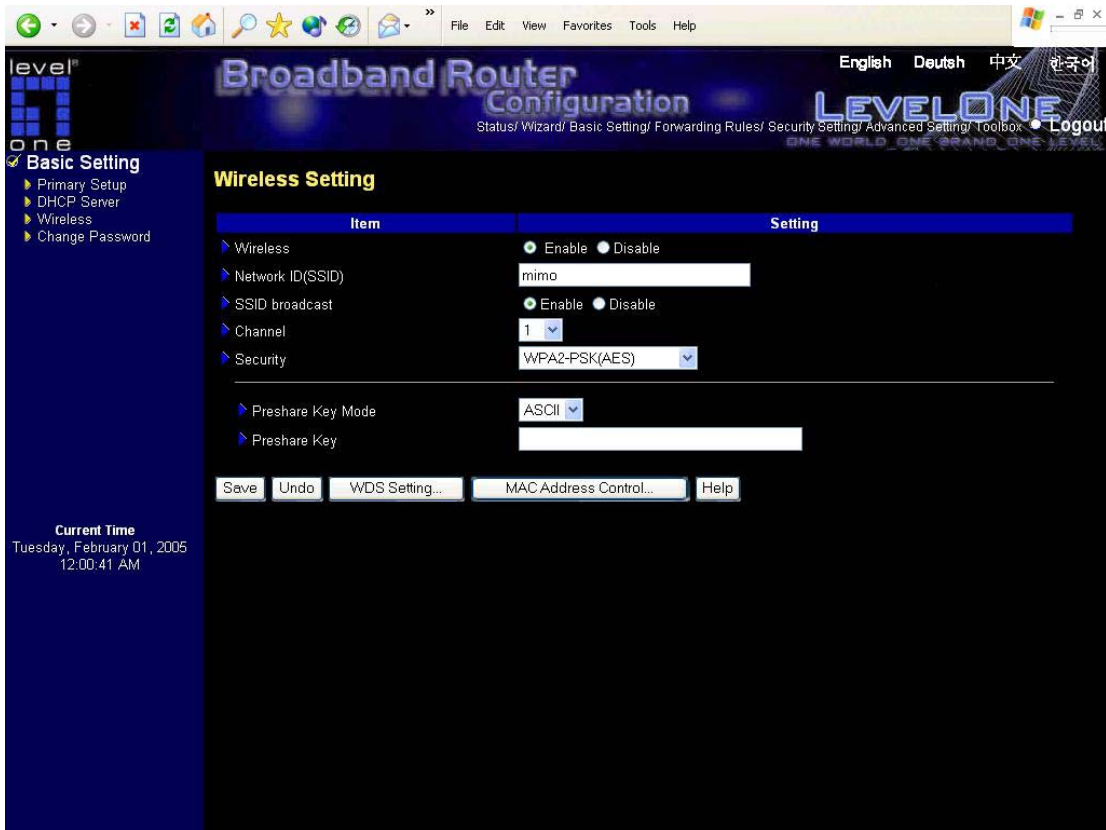 » File Edit View Favorites Tools Help
level one
Broadband Router
Configuration
English Deutsh 中文 한국어
LEVELONE
Status/ Wizard/ Basic Setting/ Forwarding Rules/ Security Setting/ Advanced Setting/ Toolbox Logout
ONE WORLD_ONE BRAND_ONE LEVEL
Basic Setting
Primary Setup
DHCP Server
Wireless
Change Password
Current Time
Tuesday, February 01, 2005
12:00:41 AM
Wireless Setting
Item Setting
Wireless Enable Disable
Network ID(SSID) mimo
SSID broadcast Enable Disable
Channel 1
Security WPA2-PSK(AES)
Preshare Key Mode ASCII
Preshare Key
Save Undo WDS Setting... MAC Address Control... Help